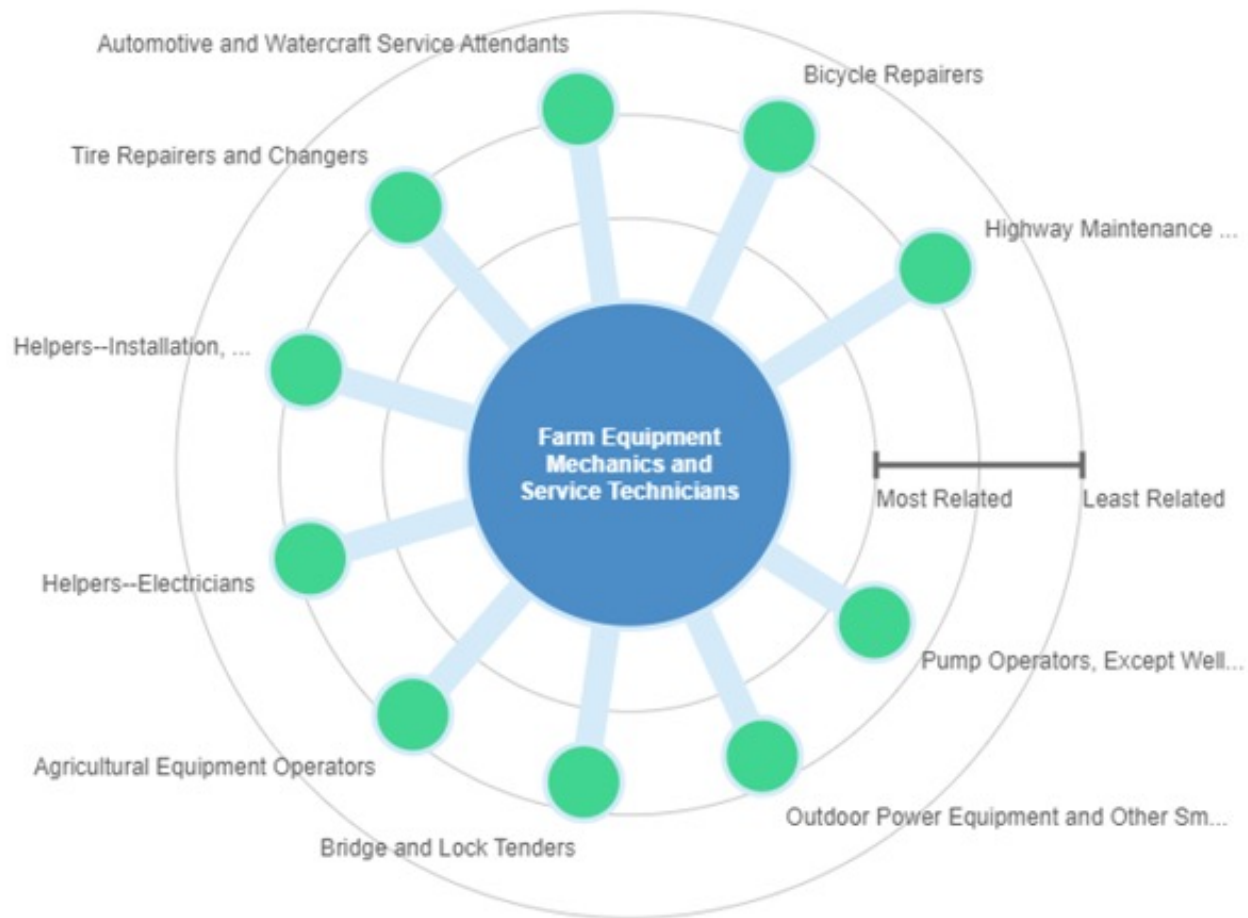 Automotive and Watercraft Service Attendants
Bicycle Repairers
Tire Repairers and Changers
Highway Maintenance ...
Helpers--Installation, ...
Farm Equipment
Mechanics and
Service Technicians
Most Related
Least Related
Helpers--Electricians
Pump Operators, Except Well...
Agricultural Equipment Operators
Outdoor Power Equipment and Other Sm...
Bridge and Lock Tenders